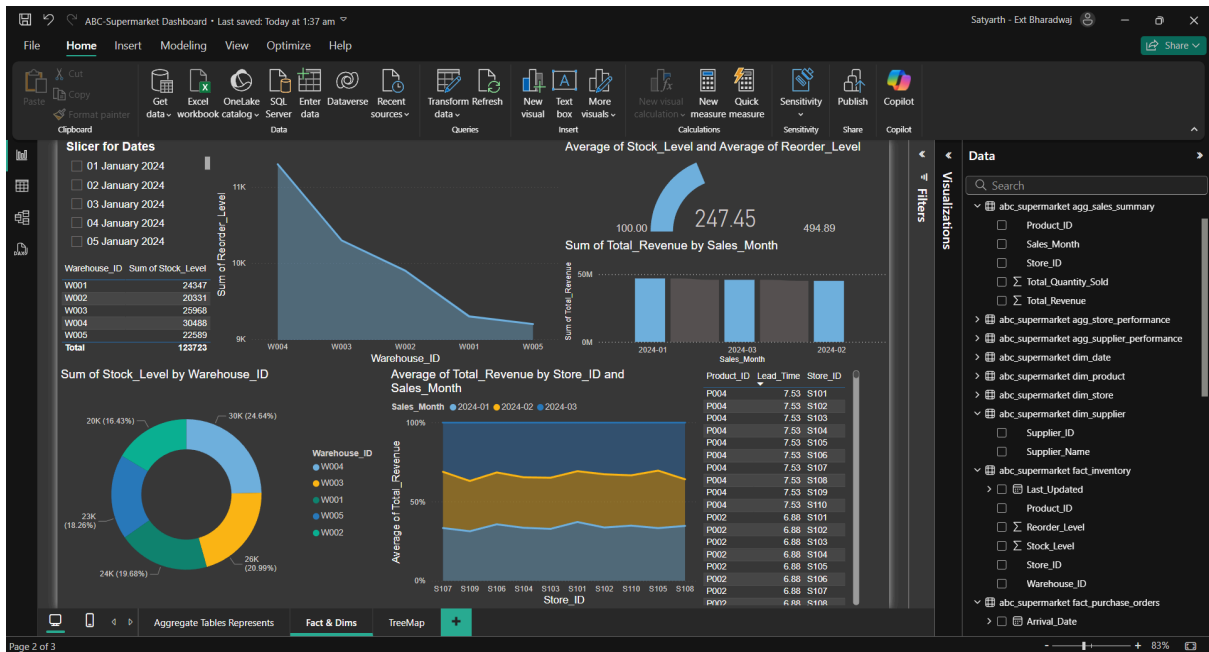 ABC-Supermarket Dashboard • Last saved: Today at 1:37 am
Satyarth - Ext Bharadwaj
File Home Insert Modeling View Optimize Help
Share
Paste
Cut
Copy
Format painter
Clipboard
Get data
Excel workbook
OneLake catalog
SQL Server
Enter data
Dataverse
Recent sources
Data
Transform data
Refresh
Queries
New visual
Text box
More visuals
Insert
New visual calculation
New measure
Quick measure
Calculations
Sensitivity
Sensitivity
Publish
Share
Copilot
Copilot
Slicer for Dates
01 January 2024
02 January 2024
03 January 2024
04 January 2024
05 January 2024
Warehouse_ID Sum of Stock_Level
W001 24347
W002 20331
W003 25968
W004 30488
W005 22589
Total 123723
Sum of Reorder_Level
11K
10K
9K
W004 W003 W002 W001 W005
Warehouse_ID
Average of Stock_Level and Average of Reorder_Level
247.45
100.00
494.89
Sum of Total_Revenue by Sales_Month
Sum of Total_Revenue
50M
0M
2024-01 2024-03 2024-02
Sales_Month
Sum of Stock_Level by Warehouse_ID
30K (24.64%)
26K (20.99%)
24K (19.68%)
23K (18.26%)
20K (16.43%)
Warehouse_ID
W004
W003
W001
W005
W002
Average of Total_Revenue by Store_ID and
Sales_Month
Sales_Month 2024-01 2024-02 2024-03
Average of Total_Revenue
100%
50%
0%
S107 S109 S106 S104 S103 S101 S102 S110 S105 S108
Store_ID
Product_ID Lead_Time Store_ID
P004 7.53 S101
P004 7.53 S102
P004 7.53 S103
P004 7.53 S104
P004 7.53 S105
P004 7.53 S106
P004 7.53 S107
P004 7.53 S108
P004 7.53 S109
P004 7.53 S110
P002 6.88 S101
P002 6.88 S102
P002 6.88 S103
P002 6.88 S104
P002 6.88 S105
P002 6.88 S106
P002 6.88 S107
P002 6.88 S108
Filters
Visualizations
Data
Search
abc_supermarket agg_sales_summary
Product_ID
Sales_Month
Store_ID
Total_Quantity_Sold
Total_Revenue
abc_supermarket agg_store_performance
abc_supermarket agg_supplier_performance
abc_supermarket dim_date
abc_supermarket dim_product
abc_supermarket dim_store
abc_supermarket dim_supplier
Supplier_ID
Supplier_Name
abc_supermarket fact_inventory
Last_Updated
Product_ID
Reorder_Level
Stock_Level
Store_ID
Warehouse_ID
abc_supermarket fact_purchase_orders
Arrival_Date
Aggregate Tables Represents Fact & Dims TreeMap
Page 2 of 3
83%